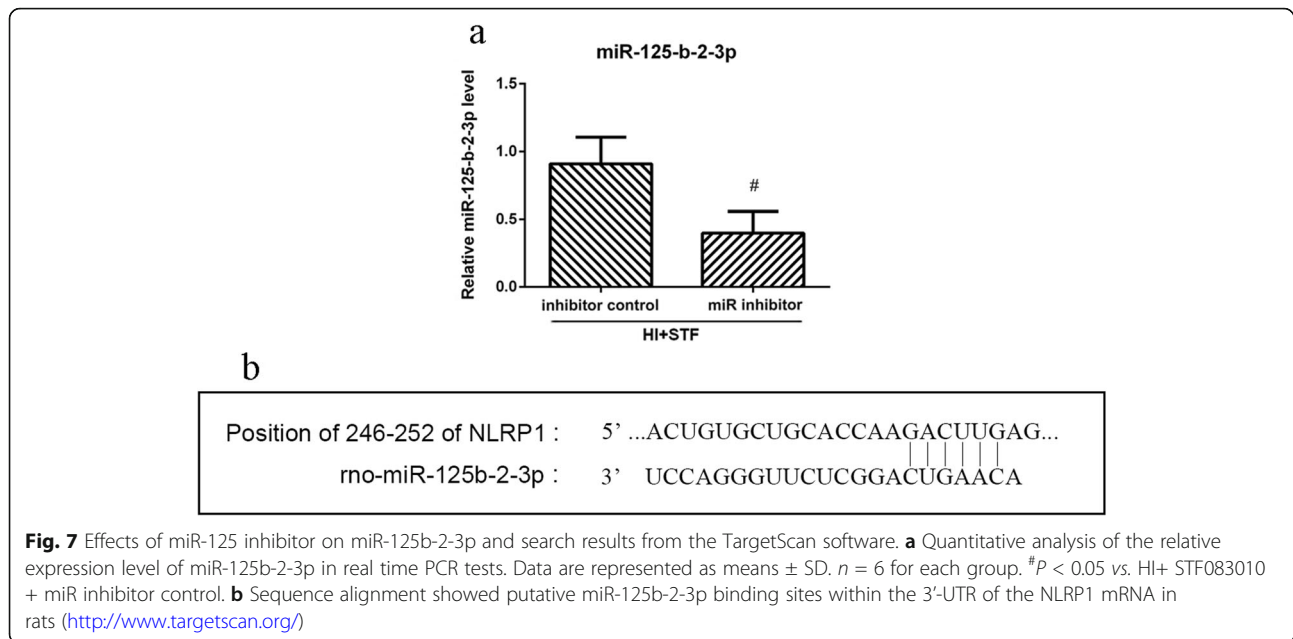 a
miR-125-b-2-3p
Relative miR-125-b-2-3p level
1.5
1.0
0.5
0.0
#
inhibitor control miR inhibitor
HI+STF
b
Position of 246-252 of NLRP1 : 5' ...ACUGUGCUGCACCAAGACUUGAG...
rno-miR-125b-2-3p : 3' UCCAGGGUUCUCGGACUGAACA
Fig. 7 Effects of miR-125 inhibitor on miR-125b-2-3p and search results from the TargetScan software. a Quantitative analysis of the relative
expression level of miR-125b-2-3p in real time PCR tests. Data are represented as means ± SD. n = 6 for each group. #P < 0.05 vs. HI+ STF083010
+ miR inhibitor control. b Sequence alignment showed putative miR-125b-2-3p binding sites within the 3'-UTR of the NLRP1 mRNA in
rats (http://www.targetscan.org/)